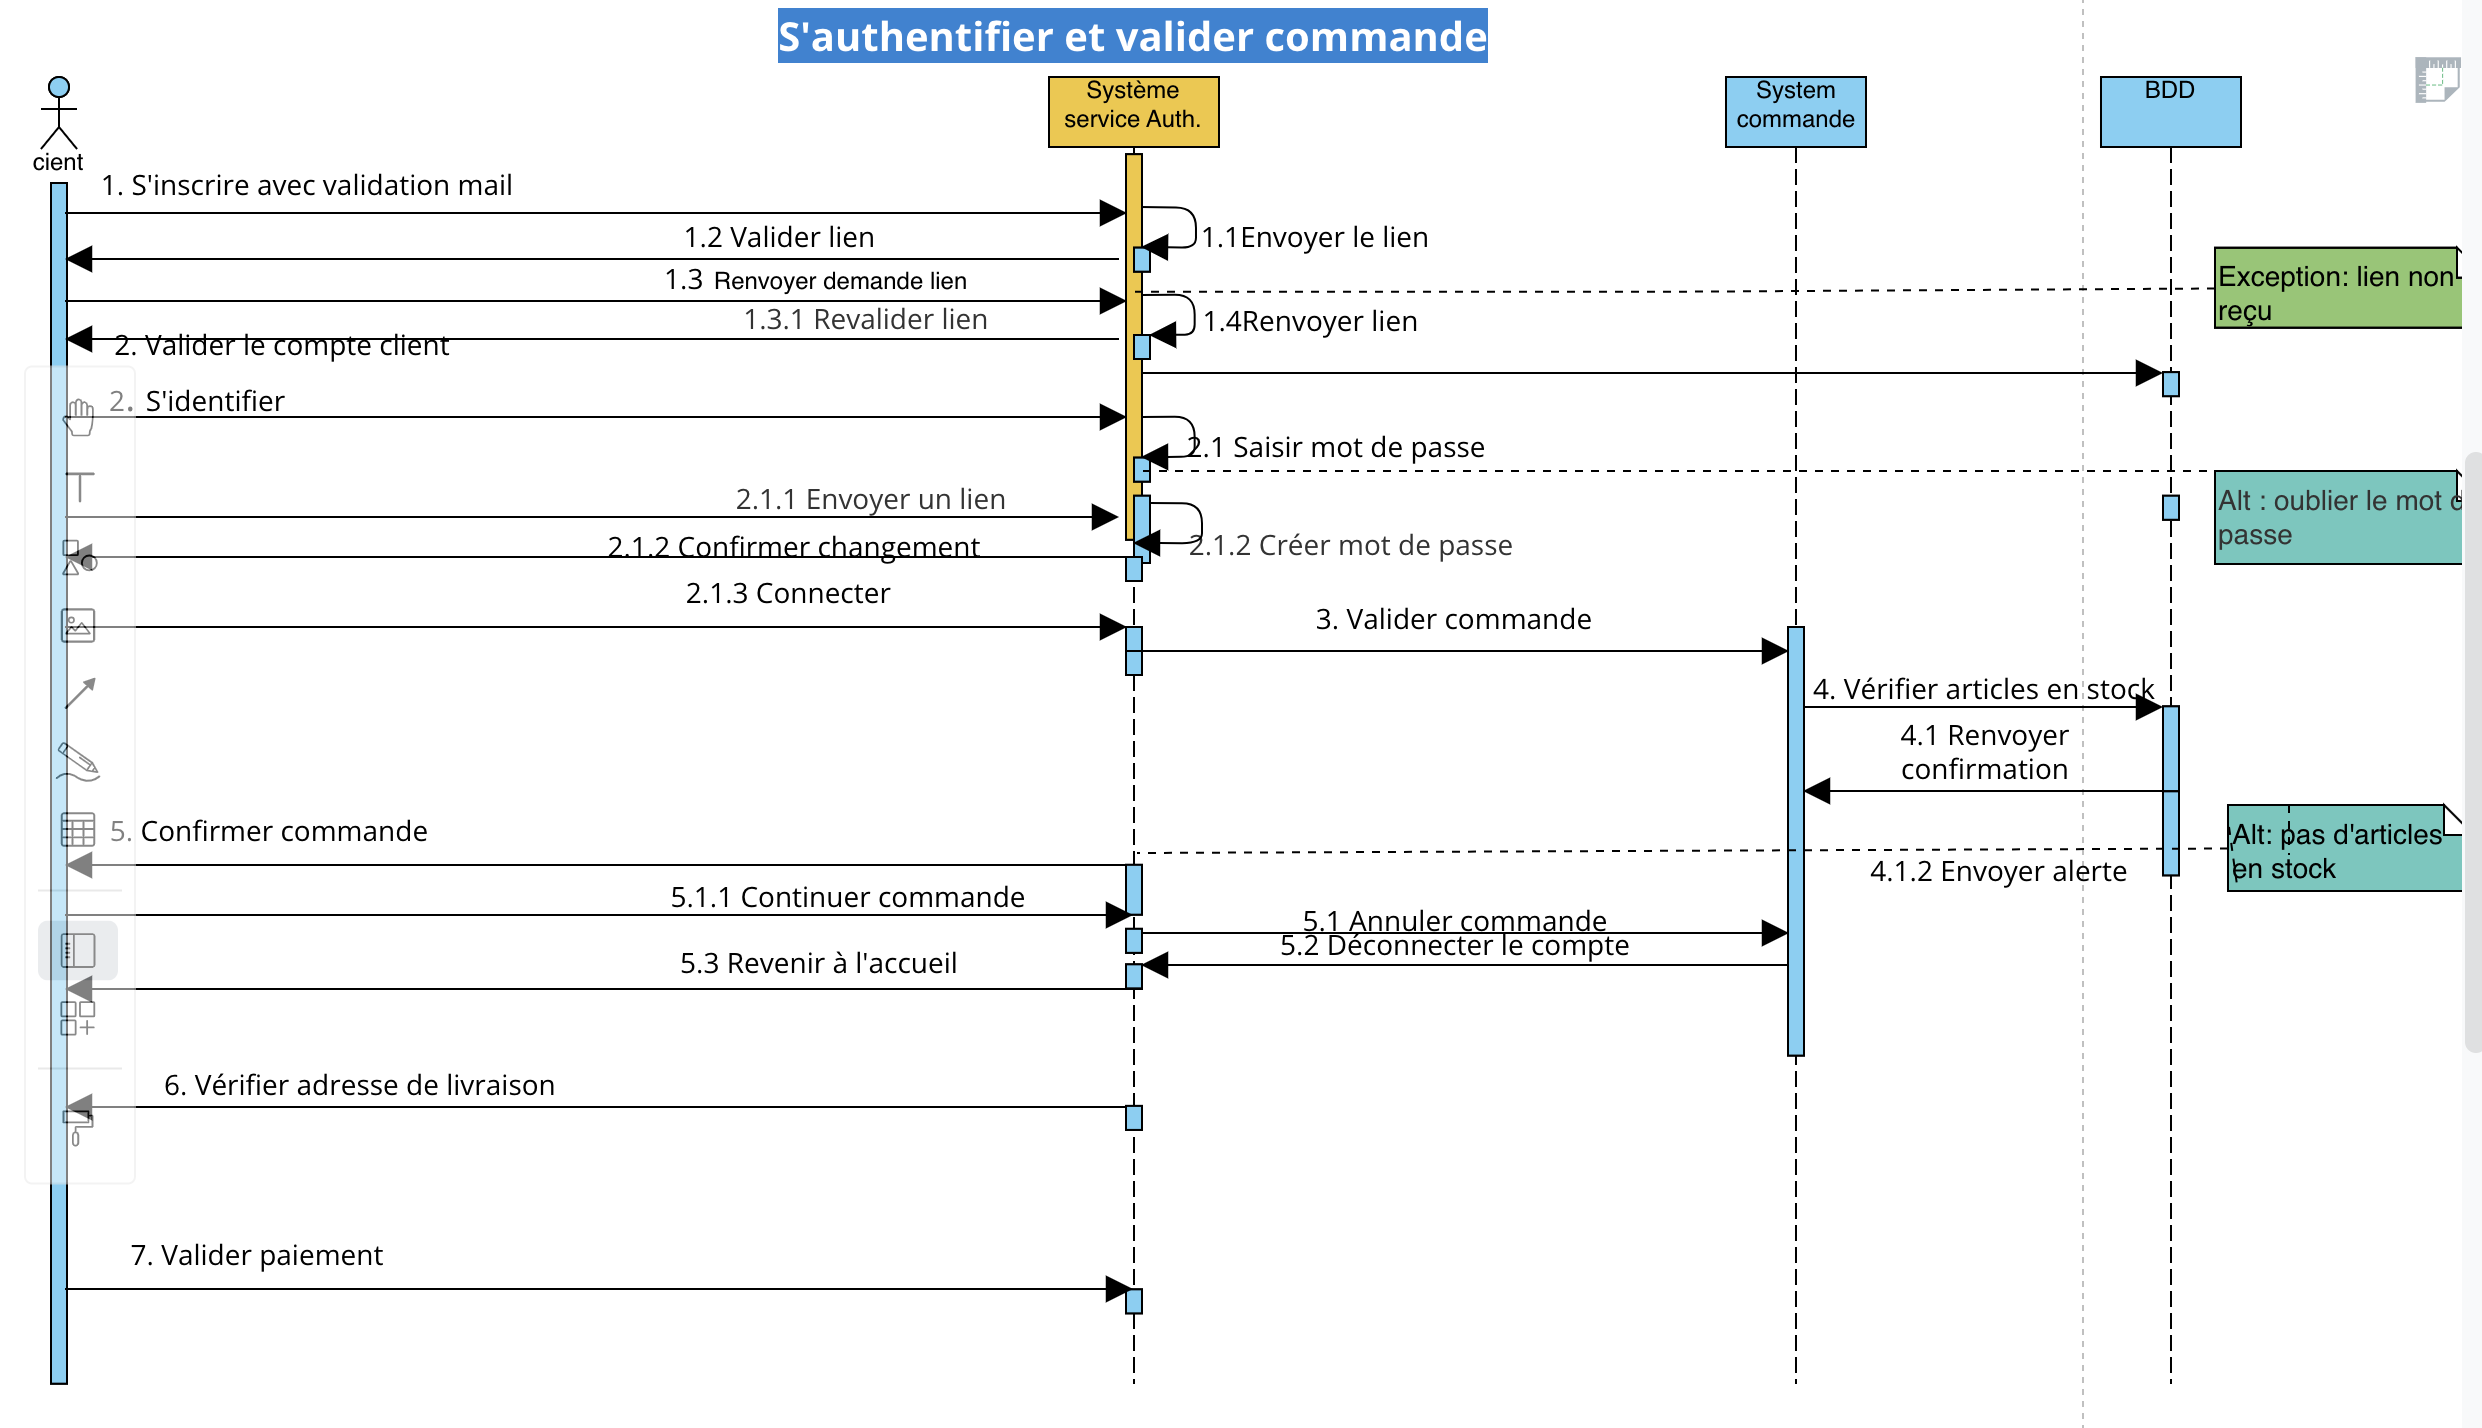 S'authentifier et valider commande
cient
Système
service Auth.
System
commande
BDD
1. S'inscrire avec validation mail
1.2 Valider lien
1.1Envoyer le lien
1.3 Renvoyer demande lien
Exception: lien non
reçu
1.3.1 Revalider lien
1.4Renvoyer lien
2. Valider le compte client
2. S'identifier
2.1 Saisir mot de passe
2.1.1 Envoyer un lien
Alt : oublier le mot
passe
2.1.2 Confirmer changement
2.1.2 Créer mot de passe
2.1.3 Connecter
3. Valider commande
4. Vérifier articles en stock
4.1 Renvoyer
confirmation
5. Confirmer commande
Alt: pas d'articles
en stock
4.1.2 Envoyer alerte
5.1.1 Continuer commande
5.1 Annuler commande
5.2 Déconnecter le compte
5.3 Revenir à l'accueil
6. Vérifier adresse de livraison
7. Valider paiement